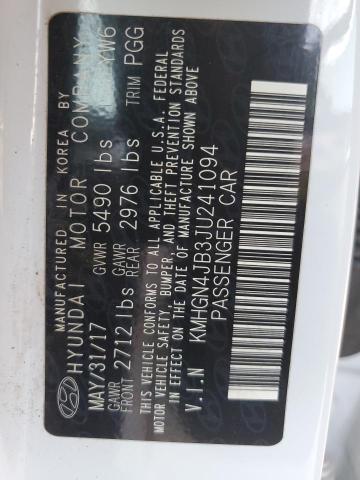 MANUFACTURED IN KOREA BY
HYUNDAI MOTOR COMPANY
MAY/31/17 GVWR 5490 lbs YW6
GAWR FRONT 2712 lbs GAWR REAR 2976 lbs TRIM PGG
THIS VEHICLE CONFORMS TO ALL APPLICABLE U.S.A. FEDERAL
MOTOR VEHICLE SAFETY, BUMPER, AND THEFT PREVENTION STANDARDS
IN EFFECT ON THE DATE OF MANUFACTURE SHOWN ABOVE
V.I.N KMHGN4JB3JU241094
PASSENGER CAR